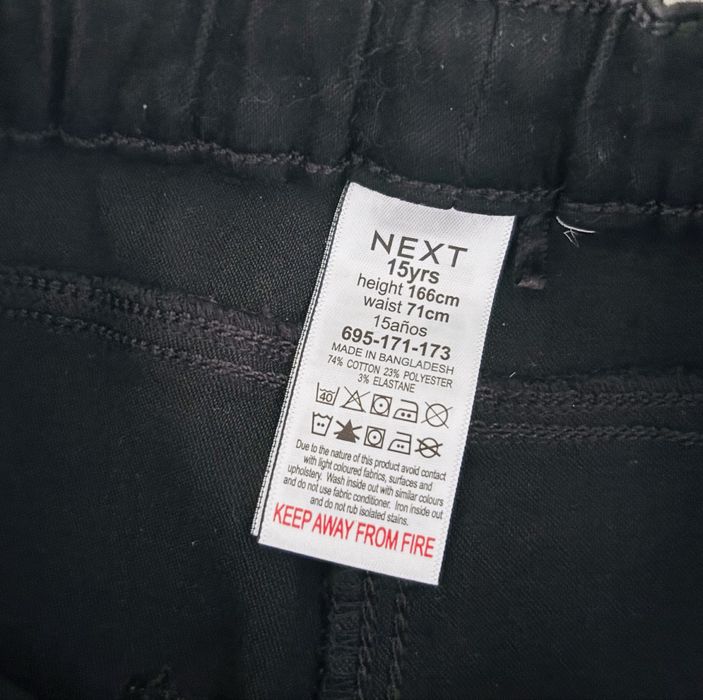 NEXT
15yrs
height 166cm
waist 71cm
15años
695-171-173
MADE IN BANGLADESH
74% COTTON 23% POLYESTER
3% ELASTANE
40
Due to the nature of this product avoid contact
with light coloured fabrics, surfaces and
upholstery. Wash inside out with similar colours
and do not use fabric conditioner. Iron inside out
and do not rub isolated stains.
KEEP AWAY FROM FIRE